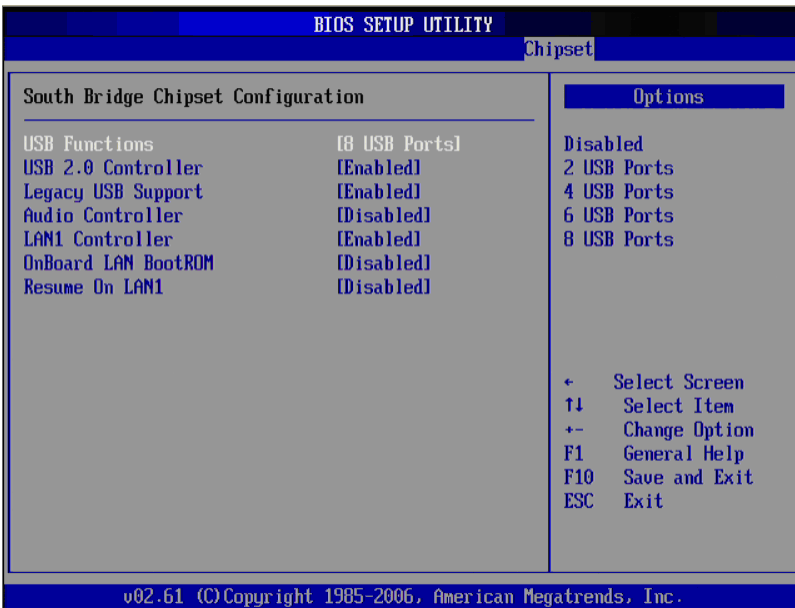 BIOS SETUP UTILITY
Chipset
South Bridge Chipset Configuration
USB Functions [8 USB Ports]
USB 2.0 Controller [Enabled]
Legacy USB Support [Enabled]
Audio Controller [Disabled]
LAN1 Controller [Enabled]
OnBoard LAN BootROM [Disabled]
Resume On LAN1 [Disabled]
Options
Disabled
2 USB Ports
4 USB Ports
6 USB Ports
8 USB Ports
← Select Screen
↑↓ Select Item
+- Change Option
F1 General Help
F10 Save and Exit
ESC Exit
v02.61 (C)Copyright 1985-2006, American Megatrends, Inc.